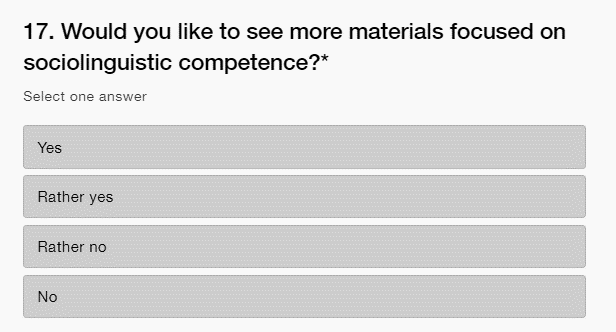 17. Would you like to see more materials focused on
sociolinguistic competence?*
Select one answer
Yes
Rather yes
Rather no
No